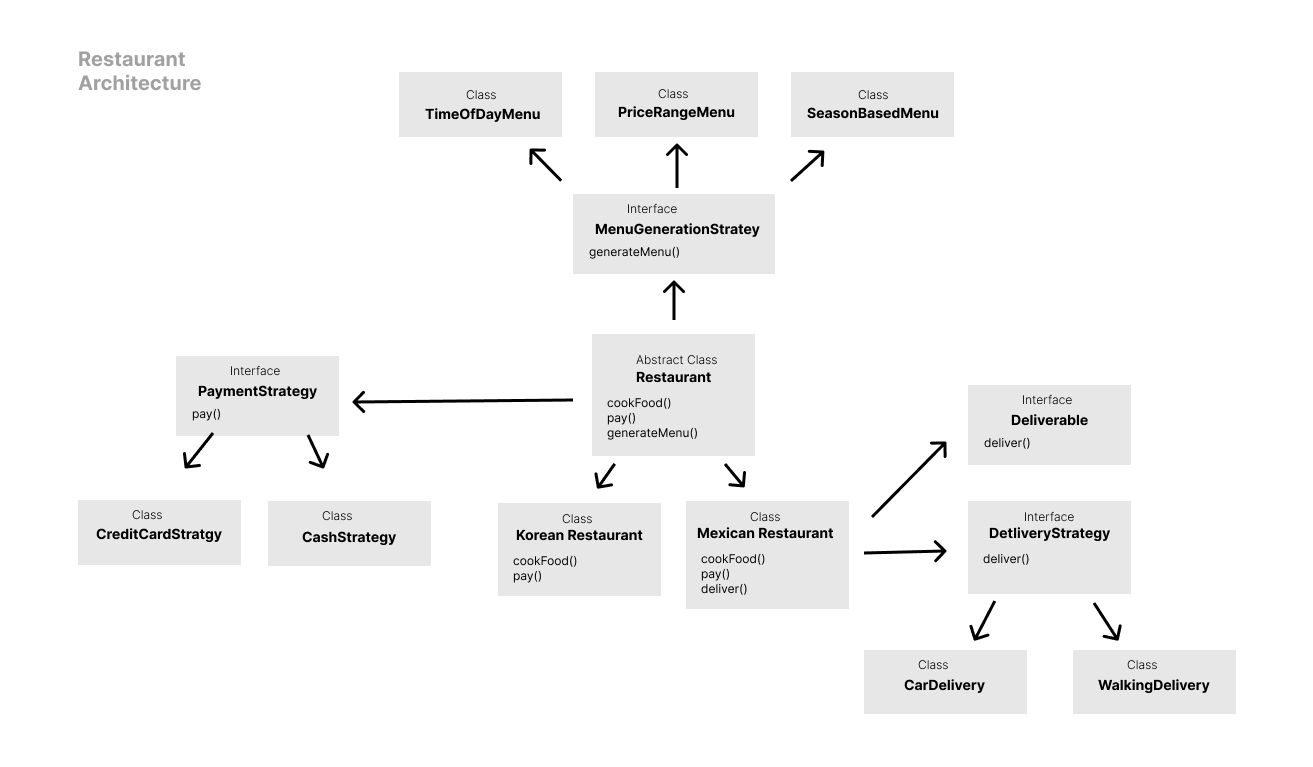 Restaurant
Architecture
Class
TimeOfDayMenu
Class
PriceRangeMenu
Class
SeasonBasedMenu
Interface
MenuGenerationStratey
generateMenu()
Abstract Class
Restaurant
cookFood()
pay()
generateMenu()
Interface
PaymentStrategy
pay()
Interface
Deliverable
deliver()
Class
CreditCardStratgy
Class
CashStrategy
Class
Korean Restaurant
cookFood()
pay()
Class
Mexican Restaurant
cookFood()
pay()
deliver()
Interface
DetliveryStrategy
deliver()
Class
CarDelivery
Class
WalkingDelivery